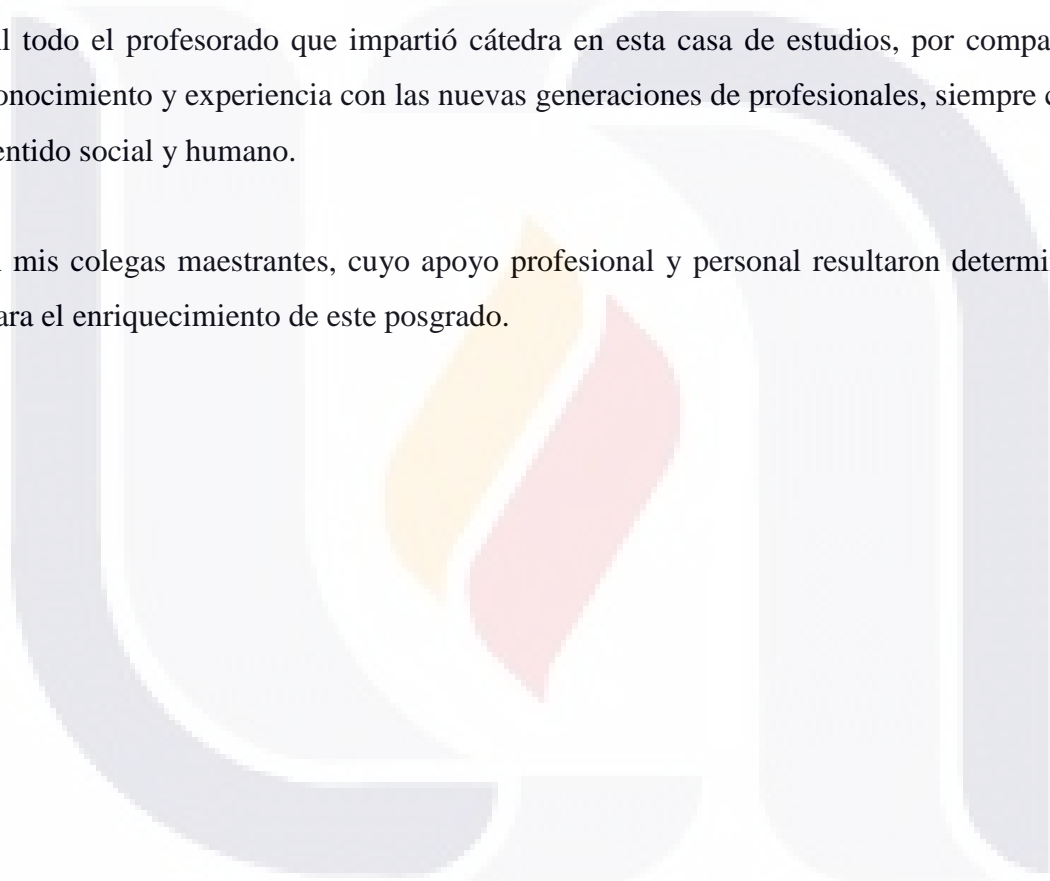 l todo el profesorado que impartió cátedra en esta casa de estudios, por compa
onocimiento y experiencia con las nuevas generaciones de profesionales, siempre c
entido social y humano.
mis colegas maestrantes, cuyo apoyo profesional y personal resultaron determi
ara el enriquecimiento de este posgrado.